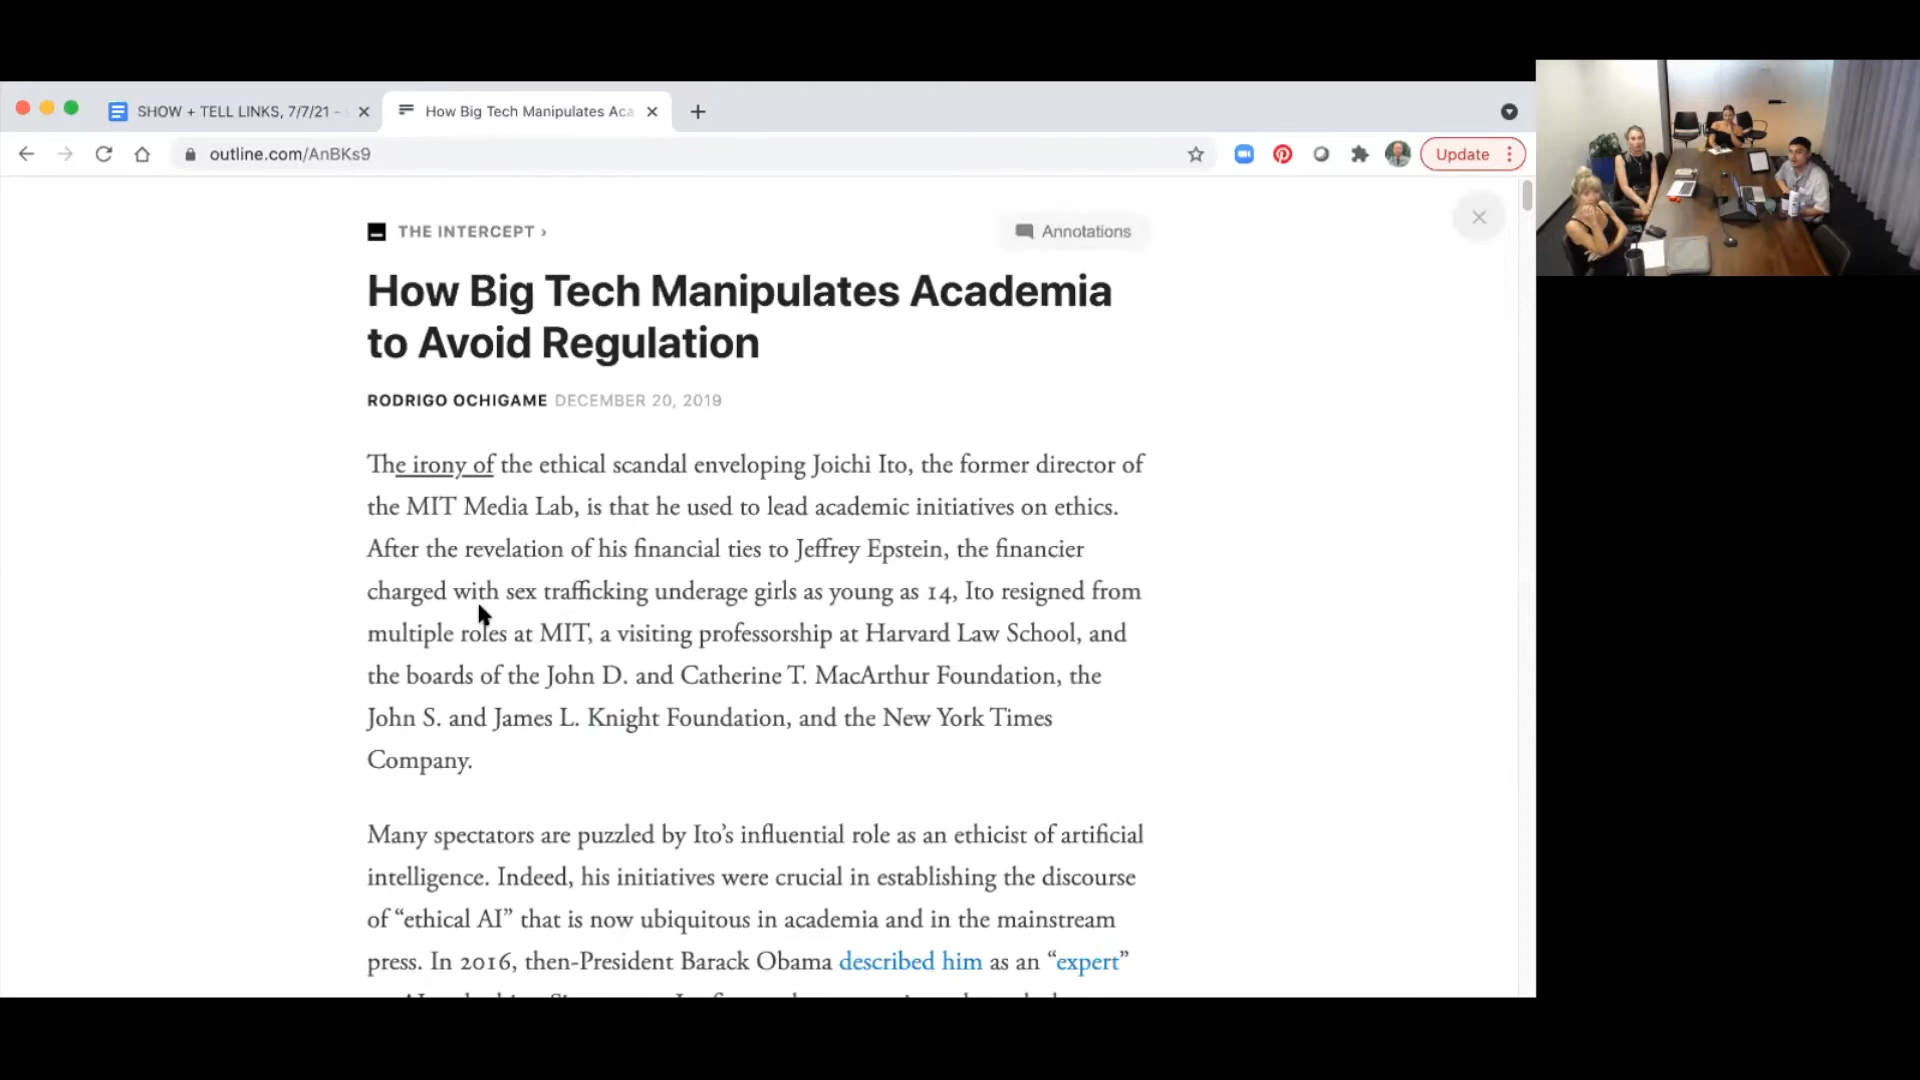 SHOW + TELL LINKS, 7/7/21 -
How Big Tech Manipulates Aca
outline.com/AnBKs9
Update
THE INTERCEPT ›
Annotations
How Big Tech Manipulates Academia
to Avoid Regulation
RODRIGO OCHIGAME DECEMBER 20, 2019
The irony of the ethical scandal enveloping Joichi Ito, the former director of
the MIT Media Lab, is that he used to lead academic initiatives on ethics.
After the revelation of his financial ties to Jeffrey Epstein, the financier
charged with sex trafficking underage girls as young as 14, Ito resigned from
multiple roles at MIT, a visiting professorship at Harvard Law School, and
the boards of the John D. and Catherine T. MacArthur Foundation, the
John S. and James L. Knight Foundation, and the New York Times
Company.
Many spectators are puzzled by Ito’s influential role as an ethicist of artificial
intelligence. Indeed, his initiatives were crucial in establishing the discourse
of “ethical AI” that is now ubiquitous in academia and in the mainstream
press. In 2016, then-President Barack Obama described him as an “expert”